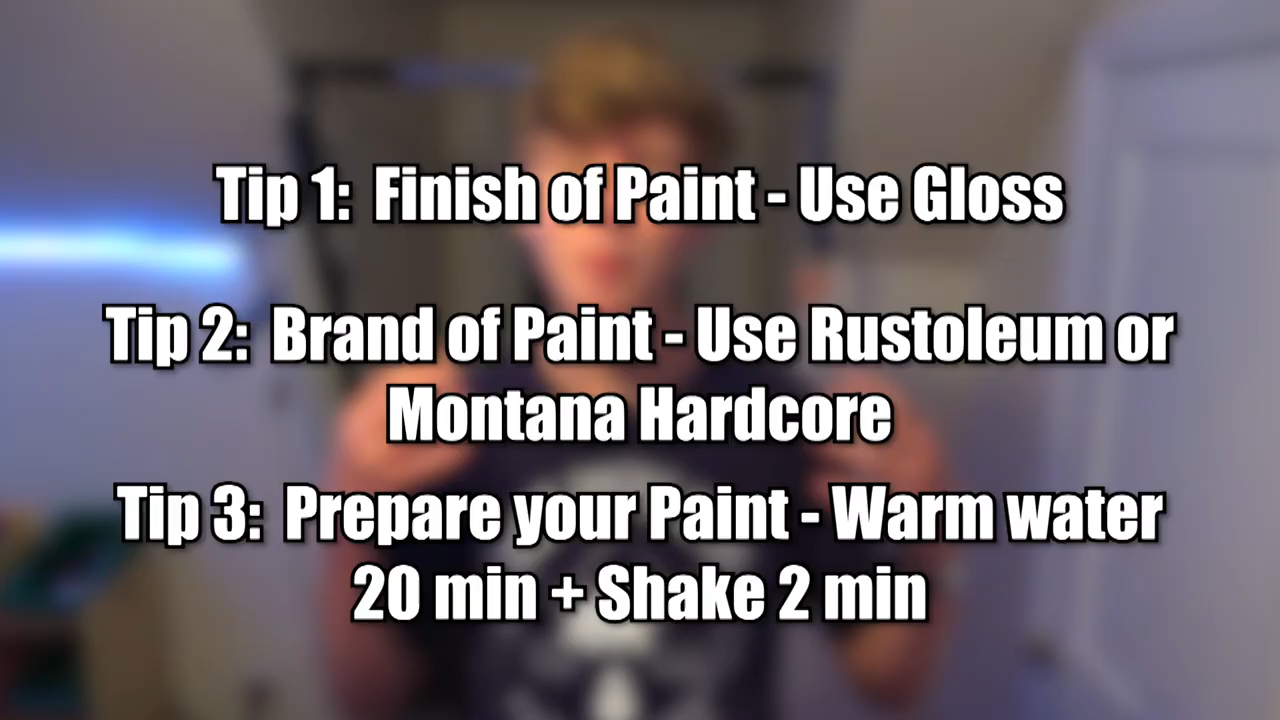 Tip 1: Finish of Paint - Use Gloss
Tip 2: Brand of Paint - Use Rustoleum or
Montana Hardcore
Tip 3: Prepare your Paint - Warm water
20 min + Shake 2 min